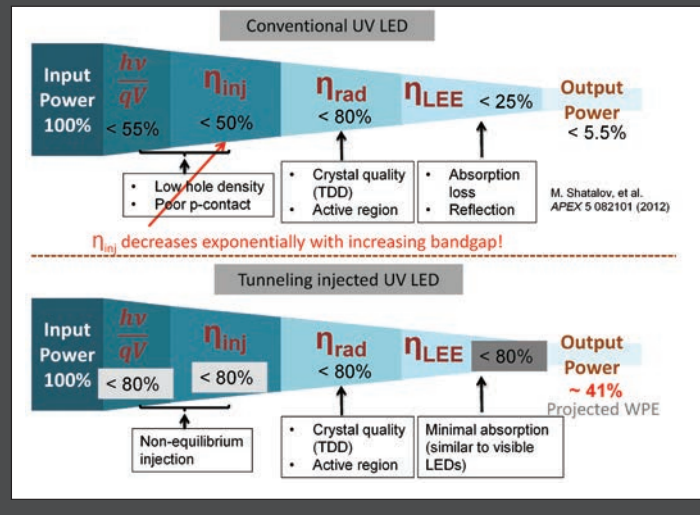 Conventional UV LED
Input
Power
100%
hν
qV
< 55%
ηinj
< 50%
ηrad
< 80%
ηLEE
< 25%
Output
Power
< 5.5%
• Low hole density
• Poor p-contact
• Crystal quality
(TDD)
• Active region
• Absorption
loss
• Reflection
M. Shatalov, et al.
APEX 5 082101 (2012)
ηinj decreases exponentially with increasing bandgap!
Tunneling injected UV LED
Input
Power
100%
hν
qV
< 80%
ηinj
< 80%
ηrad
< 80%
ηLEE
< 80%
Output
Power
~ 41%
Projected WPE
Non-equilibrium
injection
• Crystal quality
(TDD)
• Active region
Minimal absorption
(similar to visible
LEDs)